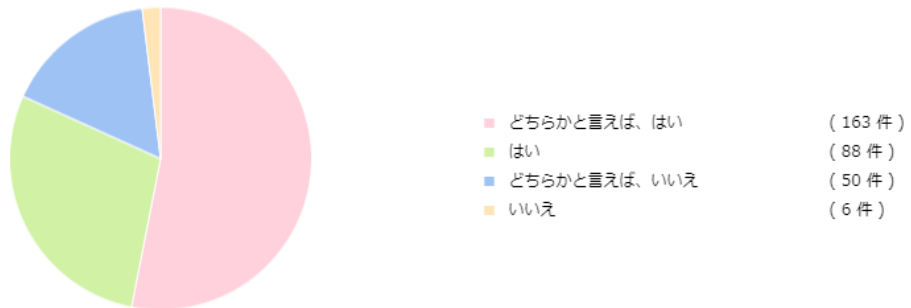 どちらかと言えば、はい ( 163 件 )
はい ( 88 件 )
どちらかと言えば、いいえ ( 50 件 )
いいえ ( 6 件 )